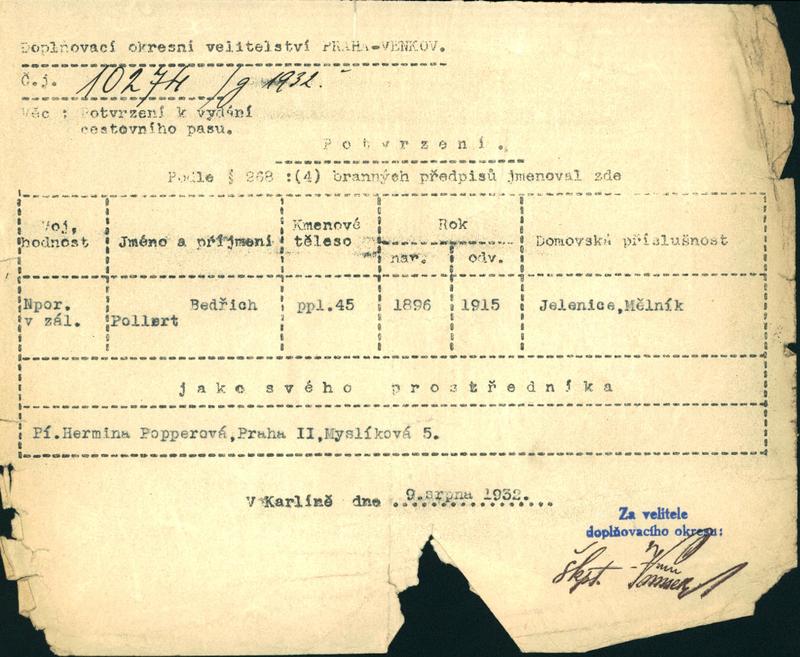 Doplňovací okresní velitelství PRAHA-VENKOV.
Č.j. 10274/g 1932.
Věc : Potvrzení k vydání
cestovního pasu.
Potvrzení.
Podle § 268 :(4) branných předpisů jmenoval zde
Voj. hodnost
Jméno a příjmení
Kmenové těleso
Rok
nar.
odv.
Domovská příslušnost
Npor. v zál.
Bedřich
Pollert
ppl.45
1896
1915
Jelenice,Mělník
jako svého prostředníka
Pí.Hermina Popperová,Praha II,Myslíková 5.
V Karlíně dne 9.srpna 1932.
Za velitele
doplňovacího okresu:
škpt.